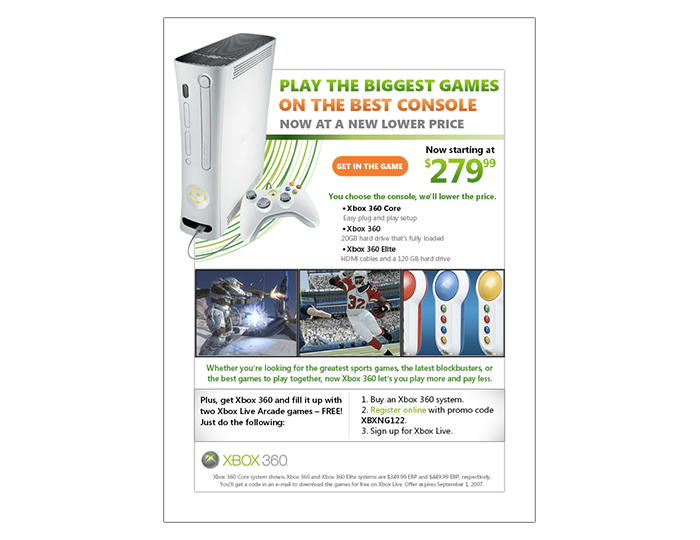 PLAY THE BIGGEST GAMES
ON THE BEST CONSOLE
NOW AT A NEW LOWER PRICE
Now starting at
GET IN THE GAME
$279.99
You choose the console, we'll lower the price.
• Xbox 360 Core
Easy plug and play setup
• Xbox 360
20GB hard drive that's fully loaded
• Xbox 360 Elite
HDMI cables and a 120 GB hard drive
32
Whether you're looking for the greatest sports games, the latest blockbusters, or
the best games to play together, now Xbox 360 let's you play more and pay less.
Plus, get Xbox 360 and fill it up with
two Xbox Live Arcade games – FREE!
Just do the following:
1. Buy an Xbox 360 system.
2. Register online with promo code
XBXNG122.
3. Sign up for Xbox Live.
XBOX 360
Xbox 360 Core system shown. Xbox 360 and Xbox 360 Elite systems are $349.99 ERP and $449.99 ERP, respectively.
You'll get a code in an e-mail to download the games for free on Xbox Live. Offer expires September 1, 2007.